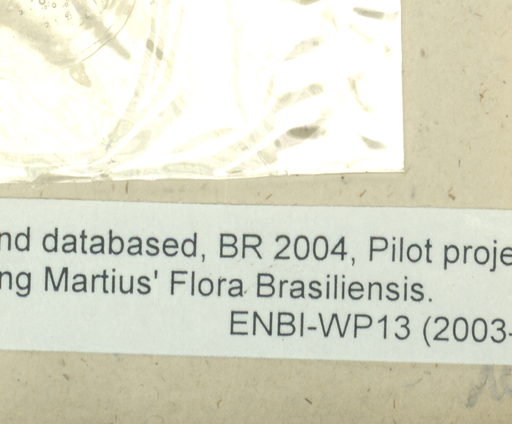 nd databased, BR 2004, Pilot proje
ng Martius' Flora Brasiliensis.
ENBI-WP13 (2003-